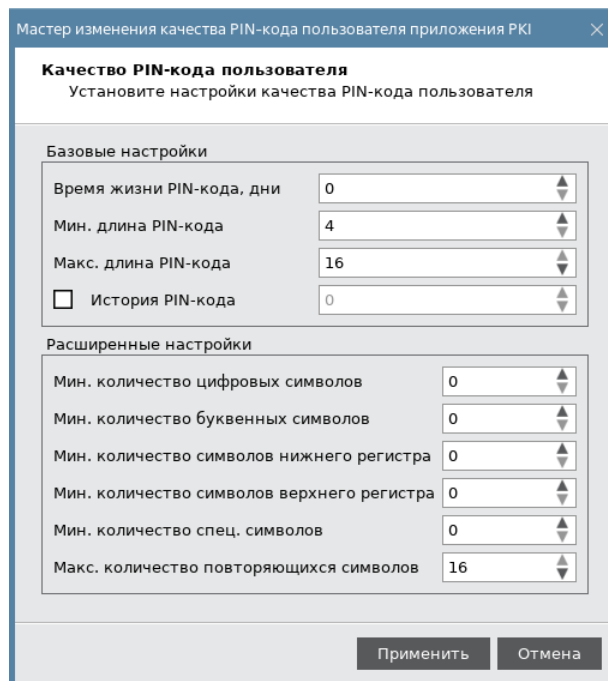 Мастер изменения качества PIN-кода пользователя приложения PKI
Качество PIN-кода пользователя
Установите настройки качества PIN-кода пользователя
Базовые настройки
Время жизни PIN-кода, дни 0
Мин. длина PIN-кода 4
Макс. длина PIN-кода 16
История PIN-кода 0
Расширенные настройки
Мин. количество цифровых символов 0
Мин. количество буквенных символов 0
Мин. количество символов нижнего регистра 0
Мин. количество символов верхнего регистра 0
Мин. количество спец. символов 0
Макс. количество повторяющихся символов 16
Применить Отмена